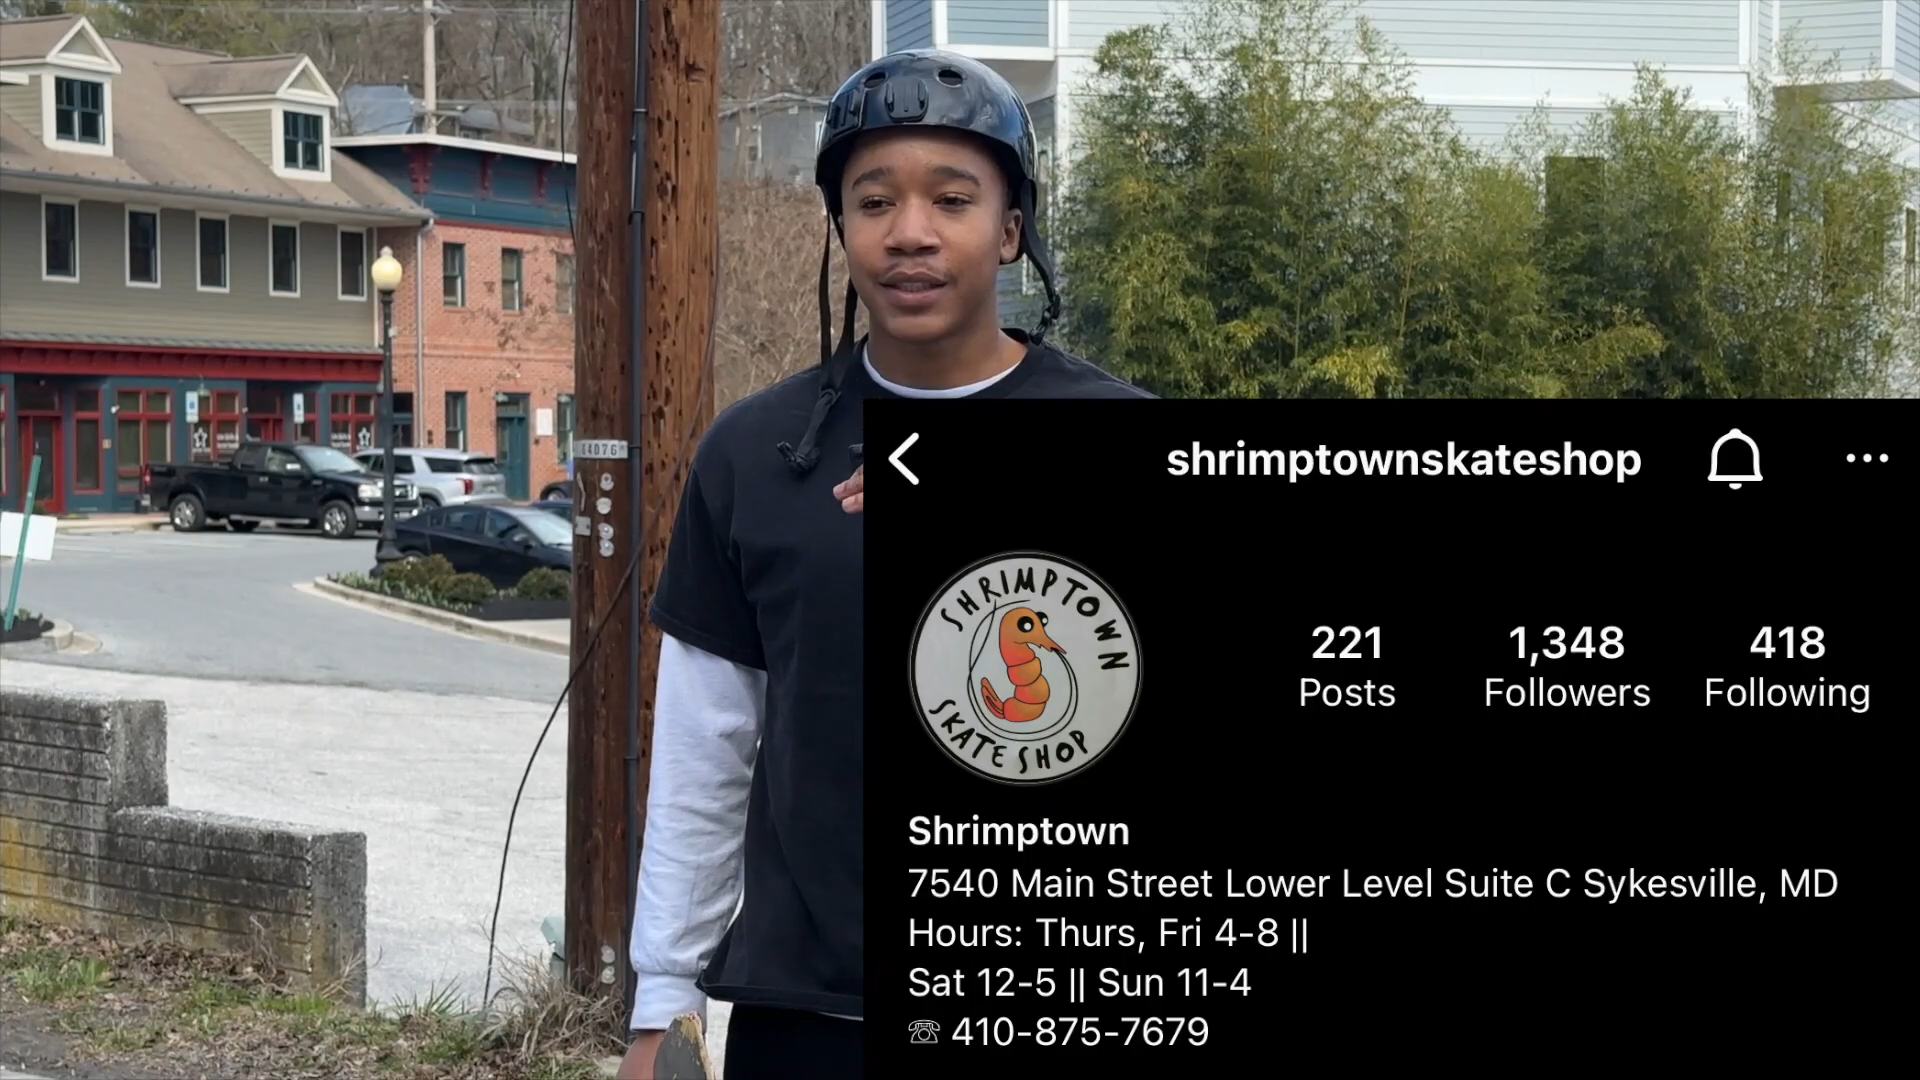 shrimptownskateshop
SHRIMPTOWN
SKATE SHOP
221
Posts
1,348
Followers
418
Following
Shrimptown
7540 Main Street Lower Level Suite C Sykesville, MD
Hours: Thurs, Fri 4-8 ||
Sat 12-5 || Sun 11-4
☏ 410-875-7679